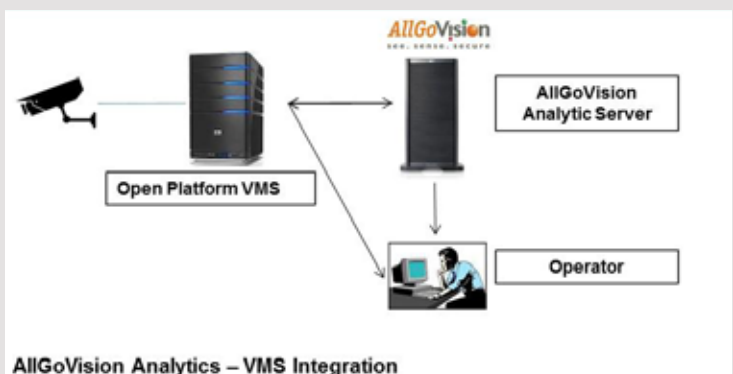 AllGoVision
see. sense. secure
AllGoVision
Analytic Server
Open Platform VMS
Operator
AllGoVision Analytics – VMS Integration